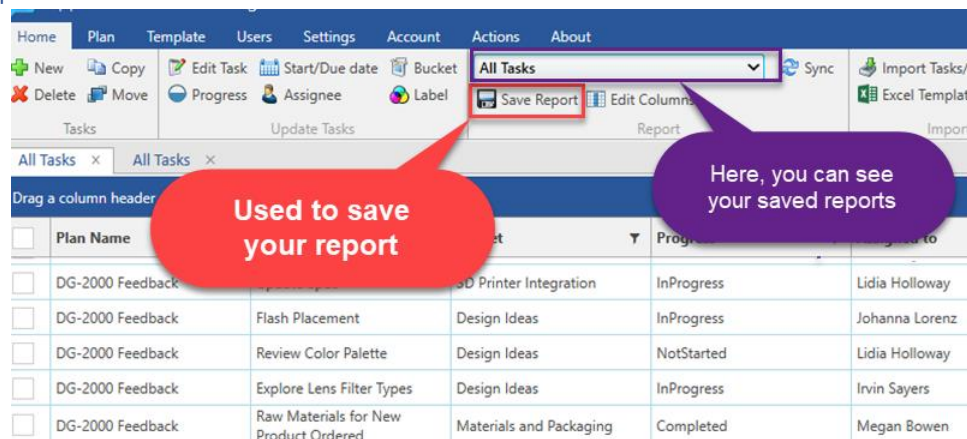 Home Plan Template Users Settings Account Actions About
New Copy Edit Task Start/Due date Bucket All Tasks Sync Import Tasks/
Delete Move Progress Assignee Label Save Report Edit Columns Excel Templat
Tasks Update Tasks Report Impor
All Tasks × All Tasks ×
Here, you can see
your saved reports
Drag a column header
Used to save
your report
Plan Name
DG-2000 Feedback 3D Printer Integration InProgress Lidia Holloway
DG-2000 Feedback Flash Placement Design Ideas InProgress Johanna Lorenz
DG-2000 Feedback Review Color Palette Design Ideas NotStarted Lidia Holloway
DG-2000 Feedback Explore Lens Filter Types Design Ideas InProgress Irvin Sayers
Raw Materials for New
DG-2000 Feedback Materials and Packaging Completed Megan Bowen
Product Ordered